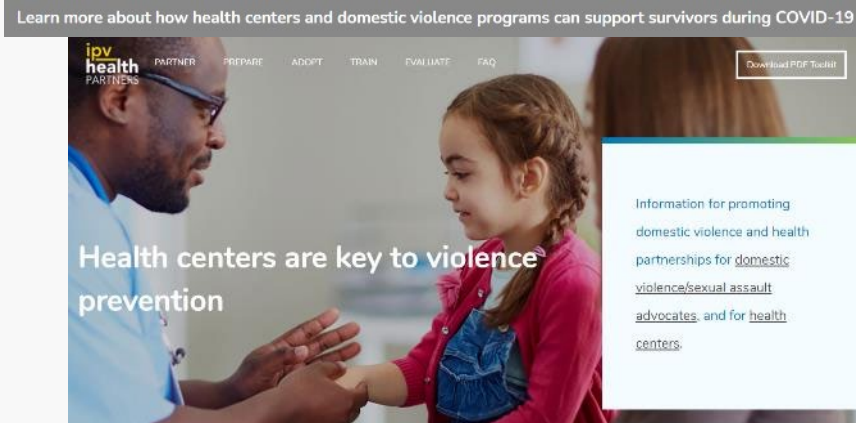 Learn more about how health centers and domestic violence programs can support survivors during COVID-19
ipv
health
PARTNERS
PARTNER PREPARE ADOPT TRAIN EVALUATE FAQ
Download PDF Toolkit
Health centers are key to violence
prevention
Information for promoting
domestic violence and health
partnerships for domestic
violence/sexual assault
advocates, and for health
centers.